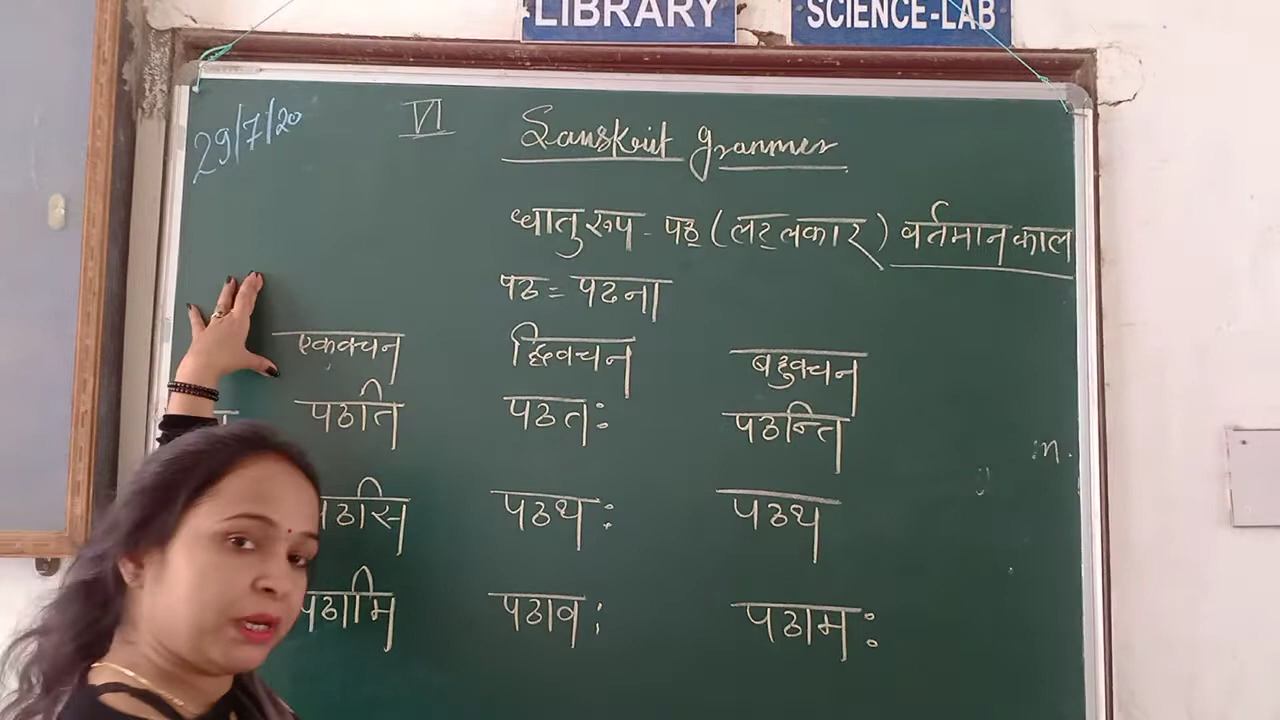 LIBRARY SCIENCE-LAB
29/7/20 VI Sanskrit grammer
धातु रूप - पठ् (लट् लकार) वर्तमान काल
पठ = पढना
एकवचन द्विवचन बहुवचन
पठति पठतः पठन्ति
पठसि पठथः पठथ
पठामि पठावः पठामः